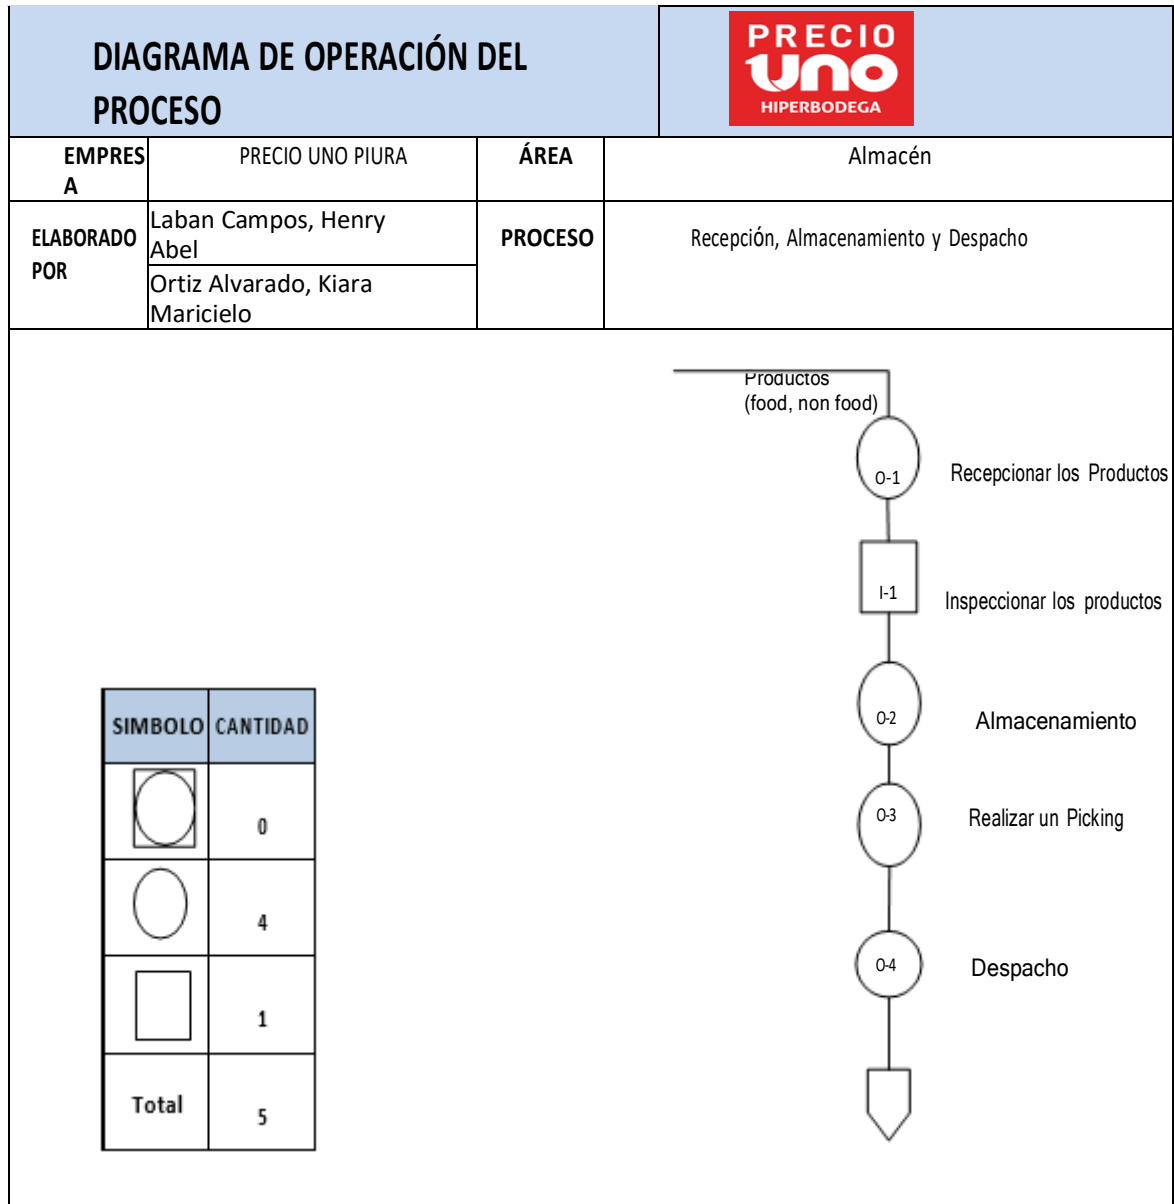 DIAGRAMA DE OPERACIÓN DEL
PROCESO
PRECIO
UNO
HIPERBODEGA
EMPRES
A
PRECIO UNO PIURA
ÁREA
Almacén
ELABORADO
POR
Laban Campos, Henry
Abel
Ortiz Alvarado, Kiara
Maricielo
PROCESO
Recepción, Almacenamiento y Despacho
Productos
(food, non food)
O-1
Recepcionar los Productos
I-1
Inspeccionar los productos
O-2
Almacenamiento
O-3
Realizar un Picking
O-4
Despacho
SIMBOLO CANTIDAD
0
4
1
Total
5